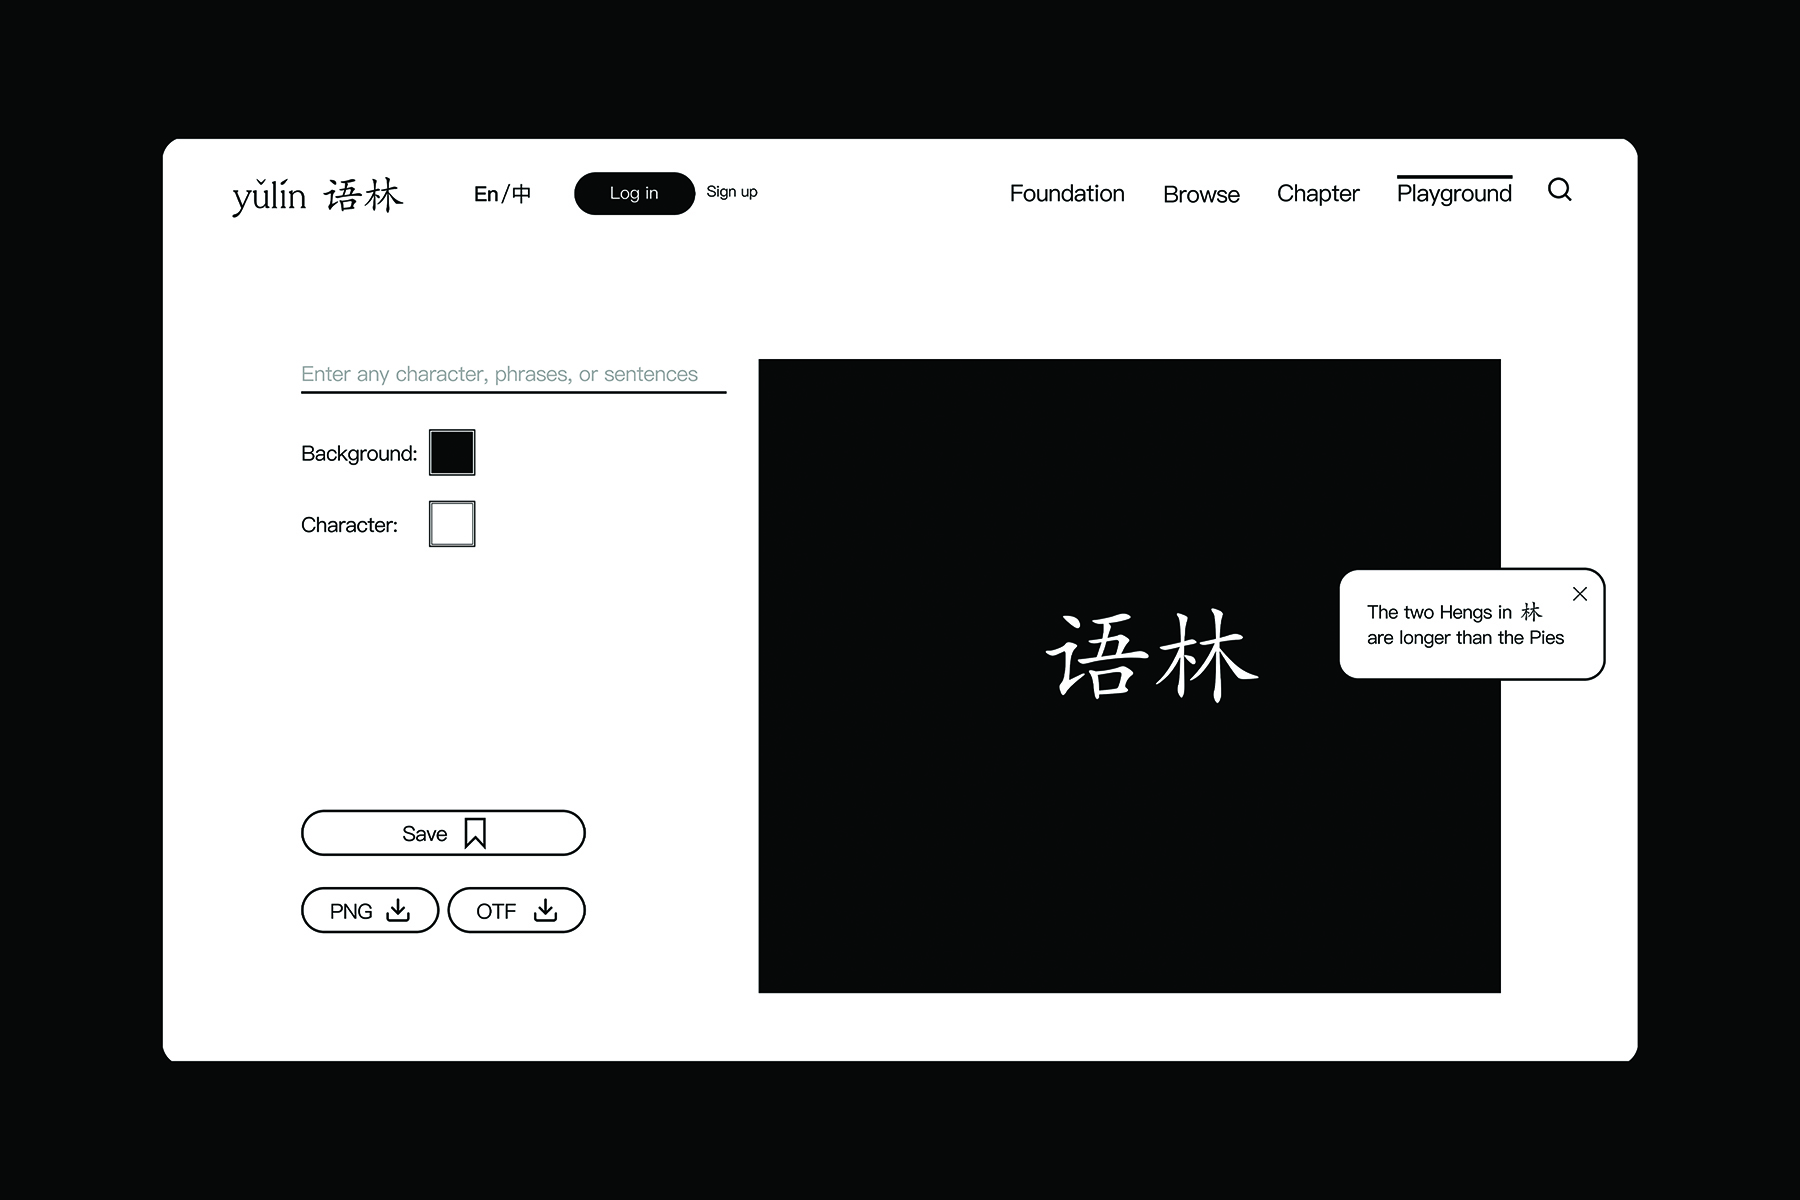 yǔlín 语林
En/中
Log in
Sign up
Foundation
Browse
Chapter
Playground
Enter any character, phrases, or sentences
Background:
Character:
语林
The two Hengs in 林
are longer than the Pies
Save
PNG
OTF